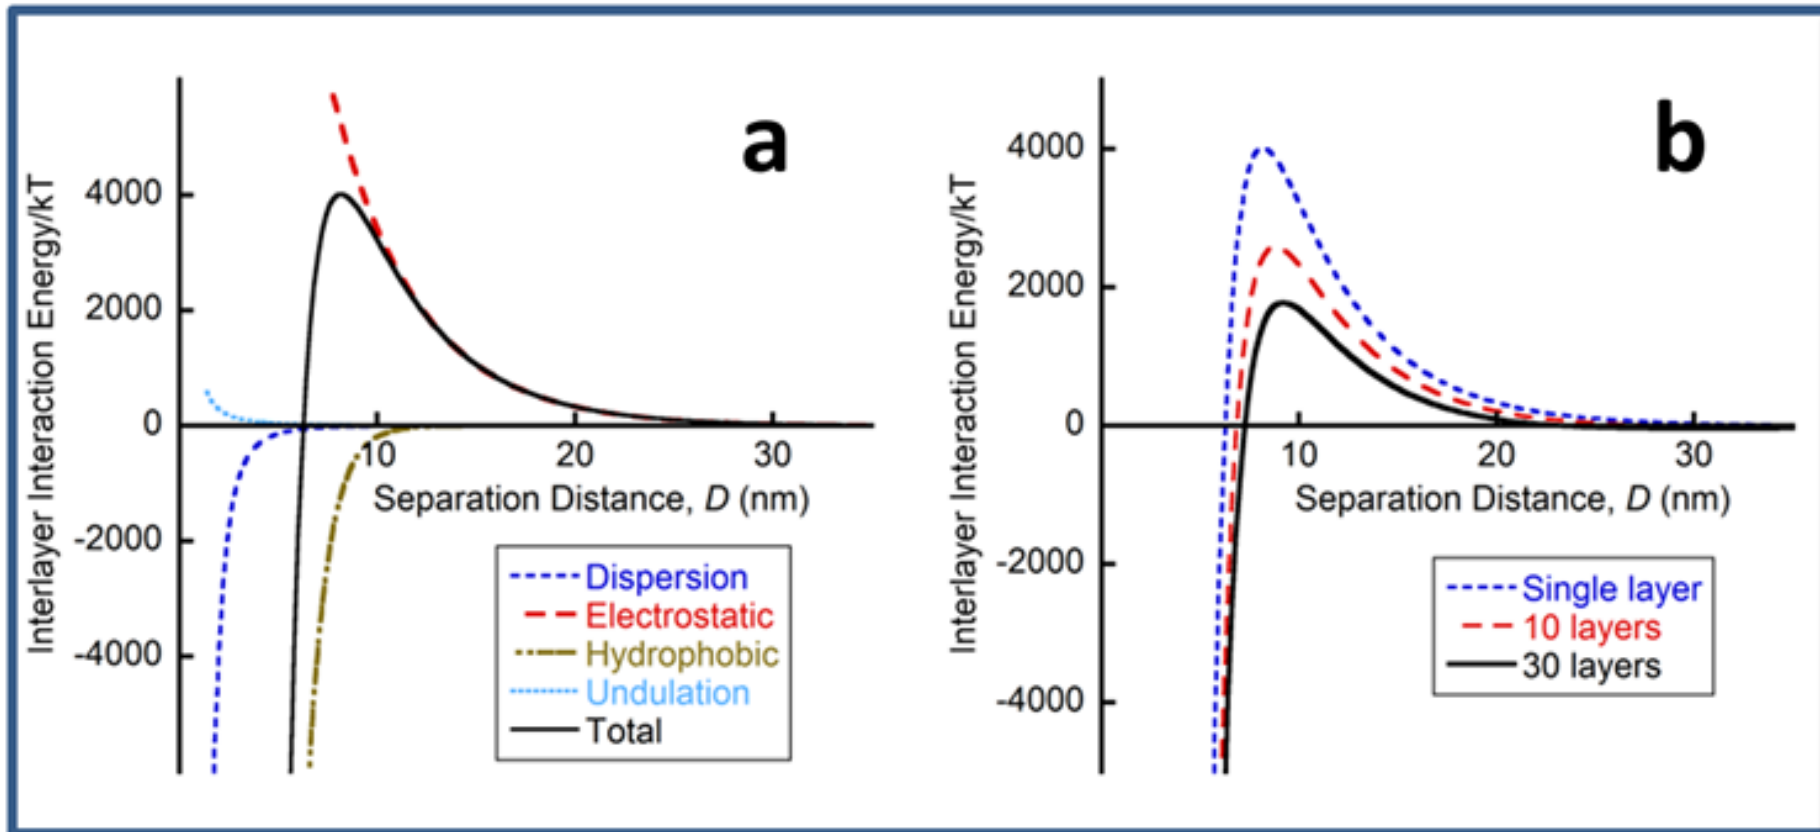 a
Interlayer Interaction Energy/kT
4000
2000
0
-2000
-4000
10 20 30
Separation Distance, D (nm)
Dispersion
Electrostatic
Hydrophobic
Undulation
Total
b
Interlayer Interaction Energy/kT
4000
2000
0
-2000
-4000
10 20 30
Separation Distance, D (nm)
Single layer
10 layers
30 layers